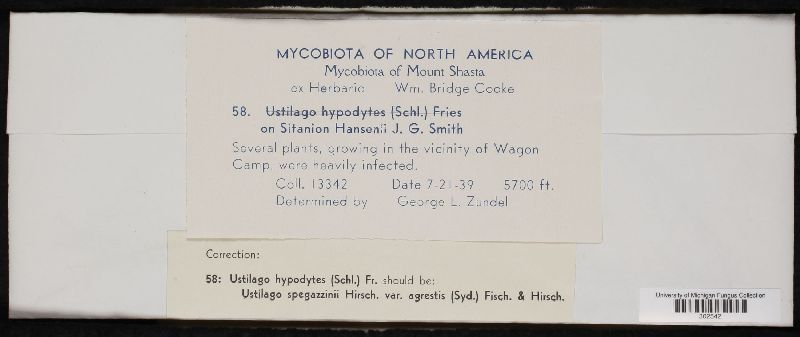 MYCOBIOTA OF NORTH AMERICA
Mycobiota of Mount Shasta
ex Herbario Wm. Bridge Cooke
58. Ustilago hypodytes (Schl.) Fries
on Sitanion Hansenii J. G. Smith
Several plants, growing in the vicinity of Wagon
Camp, were heavily infected.
Coll. 13342 Date 7-21-39 5700 ft.
Determined by George L. Zundel
Correction:
58: Ustilago hypodytes (Schl.) Fr. should be:
Ustilago spegazzinii Hirsch. var. agrestis (Syd.) Fisch. & Hirsch.
University of Michigan Fungus Collection
302542